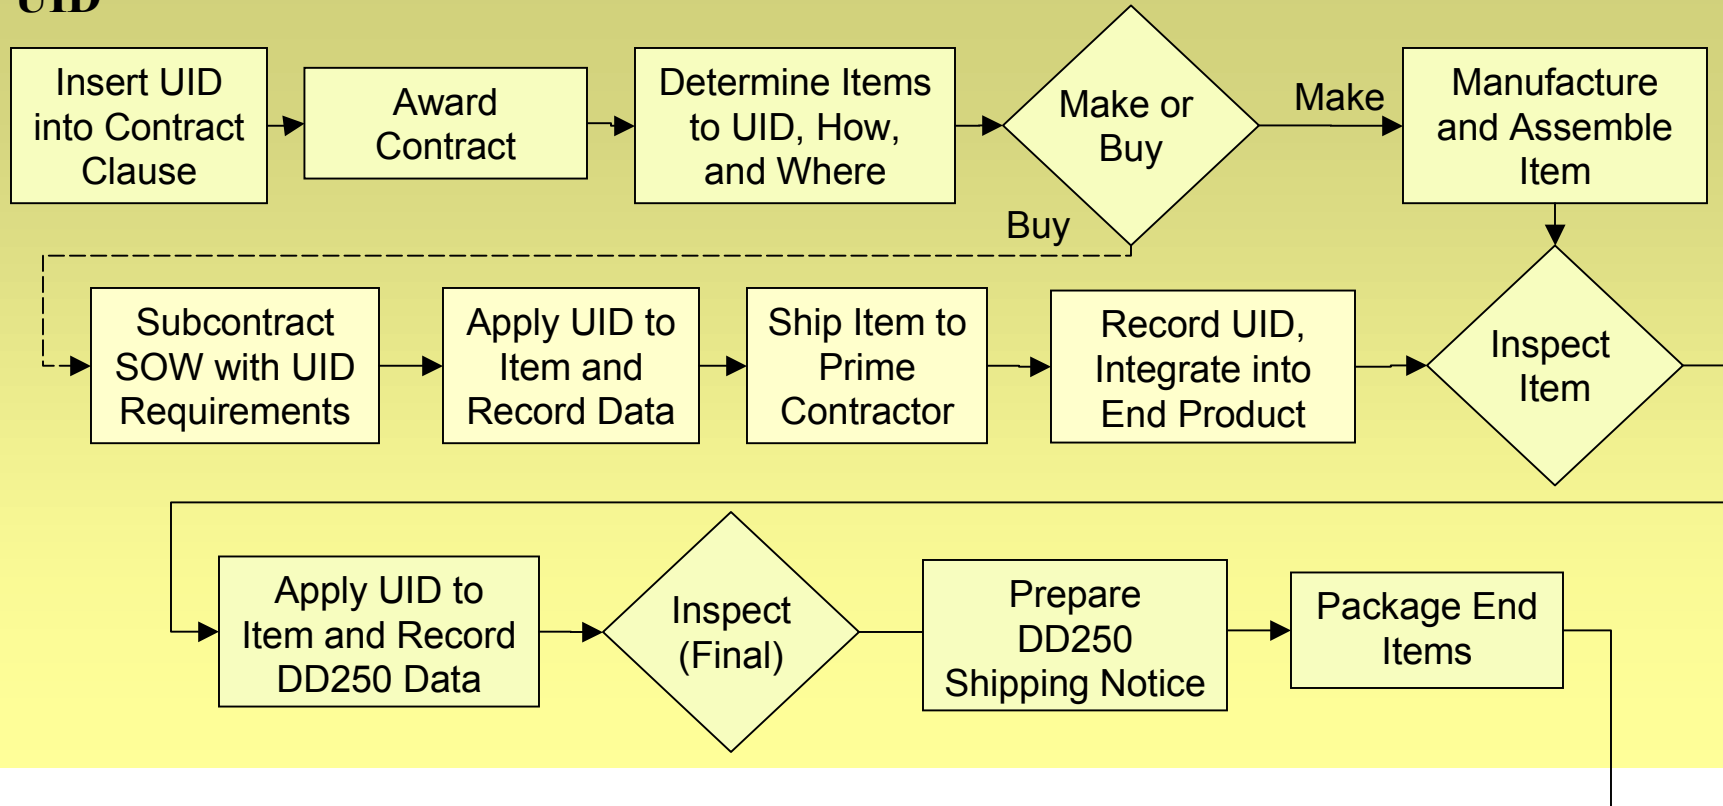 UID
Insert UID
into Contract
Clause
Award
Contract
Determine Items
to UID, How,
and Where
Make or
Buy
Make
Manufacture
and Assemble
Item
Buy
Subcontract
SOW with UID
Requirements
Apply UID to
Item and
Record Data
Ship Item to
Prime
Contractor
Record UID,
Integrate into
End Product
Inspect
Item
Apply UID to
Item and Record
DD250 Data
Inspect
(Final)
Prepare
DD250
Shipping Notice
Package End
Items